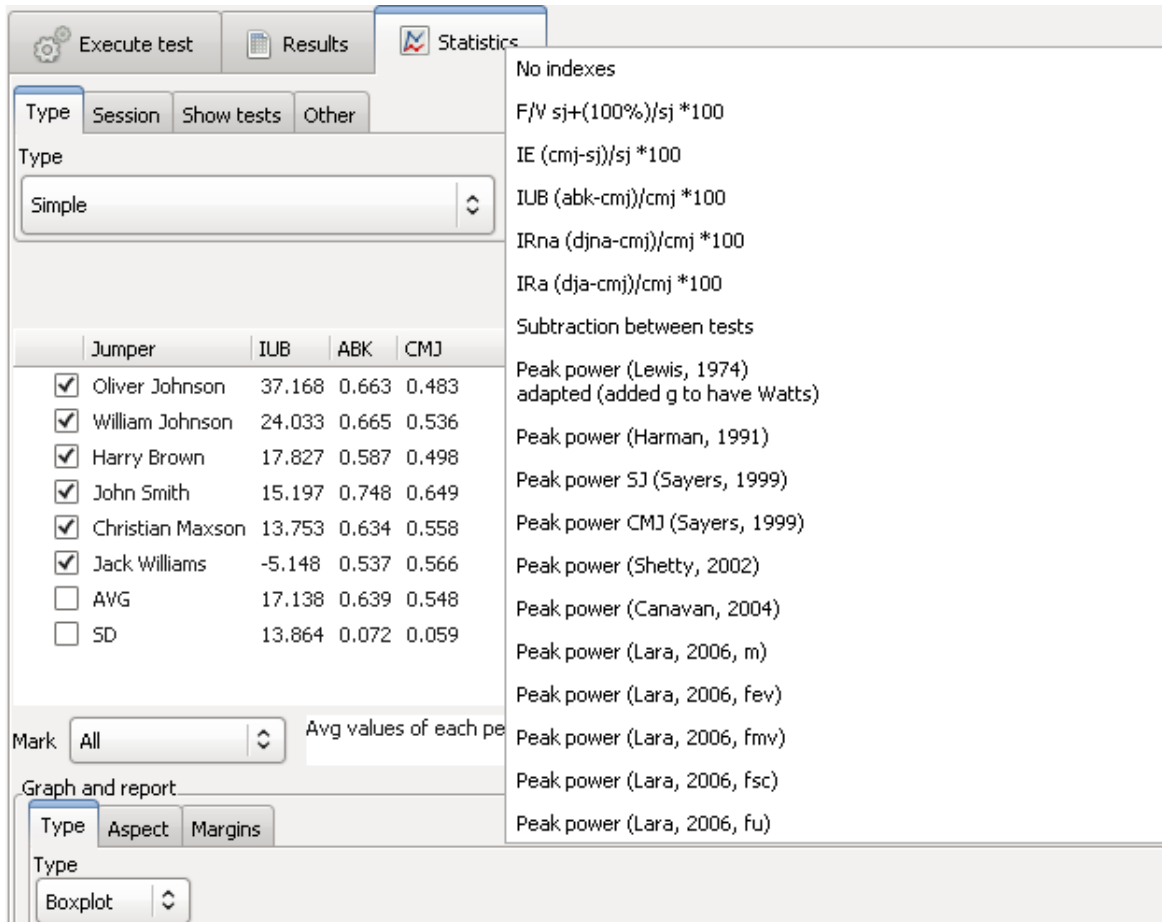 Execute test
Results
Statistics
Type
Session
Show tests
Other
Type
Simple
Jumper IUB ABK CMJ
Oliver Johnson 37.168 0.663 0.483
William Johnson 24.033 0.665 0.536
Harry Brown 17.827 0.587 0.498
John Smith 15.197 0.748 0.649
Christian Maxson 13.753 0.634 0.558
Jack Williams -5.148 0.537 0.566
AVG 17.138 0.639 0.548
SD 13.864 0.072 0.059
Mark All
Avg values of each pe
Graph and report
Type
Aspect
Margins
Type
Boxplot
No indexes
F/V sj+(100%)/sj *100
IE (cmj-sj)/sj *100
IUB (abk-cmj)/cmj *100
IRna (djna-cmj)/cmj *100
IRa (dja-cmj)/cmj *100
Subtraction between tests
Peak power (Lewis, 1974)
adapted (added g to have Watts)
Peak power (Harman, 1991)
Peak power SJ (Sayers, 1999)
Peak power CMJ (Sayers, 1999)
Peak power (Shetty, 2002)
Peak power (Canavan, 2004)
Peak power (Lara, 2006, m)
Peak power (Lara, 2006, fev)
Peak power (Lara, 2006, fmv)
Peak power (Lara, 2006, fsc)
Peak power (Lara, 2006, fu)